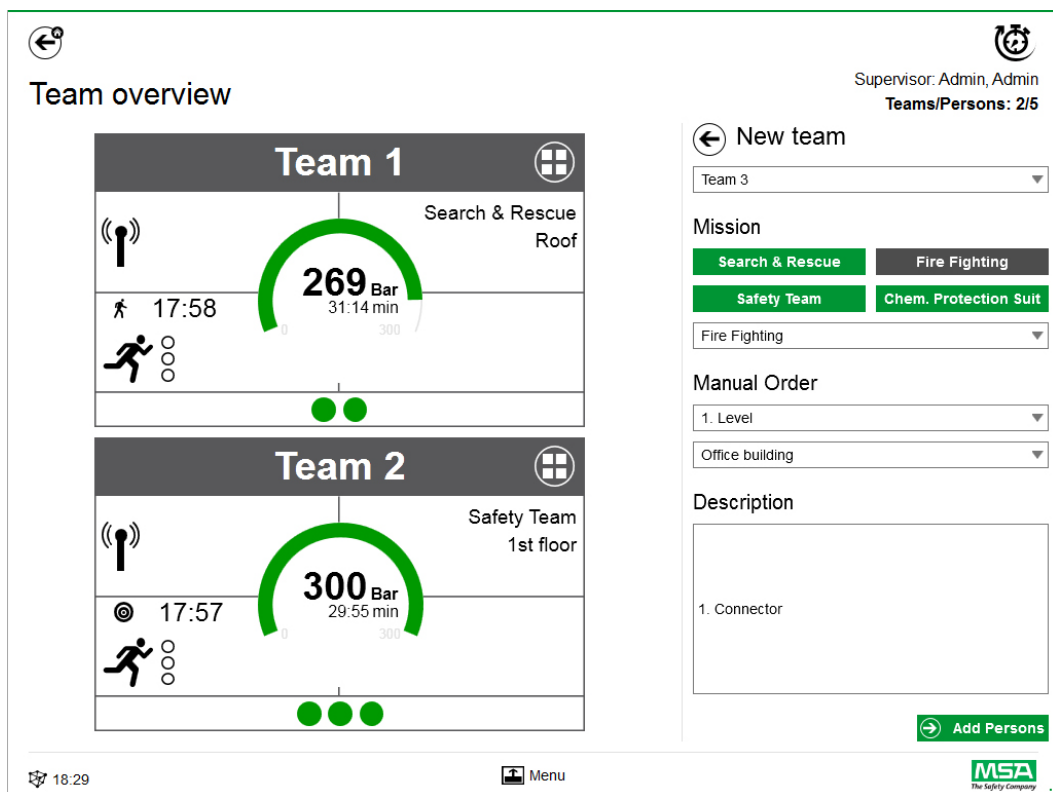 Team overview
Supervisor: Admin, Admin
Teams/Persons: 2/5
Team 1
Search & Rescue
Roof
269 Bar
31:14 min
0 300
17:58
Team 2
Safety Team
1st floor
300 Bar
29:55 min
0 300
17:57
New team
Team 3
Mission
Search & Rescue Fire Fighting
Safety Team Chem. Protection Suit
Fire Fighting
Manual Order
1. Level
Office building
Description
1. Connector
Add Persons
18:29
Menu
MSA
The Safety Company